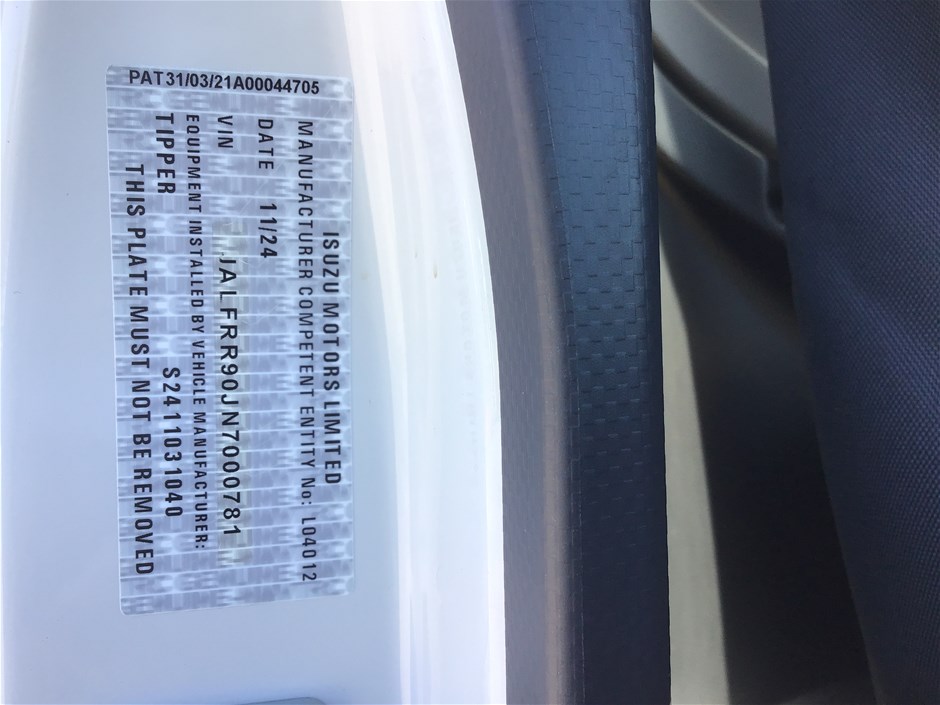 PAT31/03/21A00044705
ISUZU MOTORS LIMITED
MANUFACTURER COMPETENT ENTITY No: L04012
DATE 11/24
VIN JALFRR90JN7000781
EQUIPMENT INSTALLED BY VEHICLE MANUFACTURER:
TIPPER S2411031040
THIS PLATE MUST NOT BE REMOVED